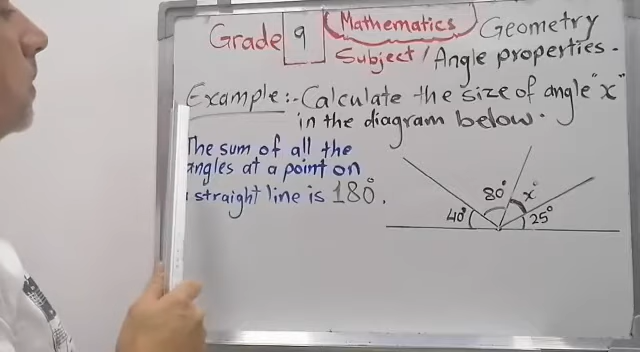 Grade 9 Mathematics Geometry
Subject / Angle properties.
Example:- Calculate the size of angle "x"
in the diagram below.
The sum of all the
angles at a point on
straight line is 180°.
40° 80° x° 25°